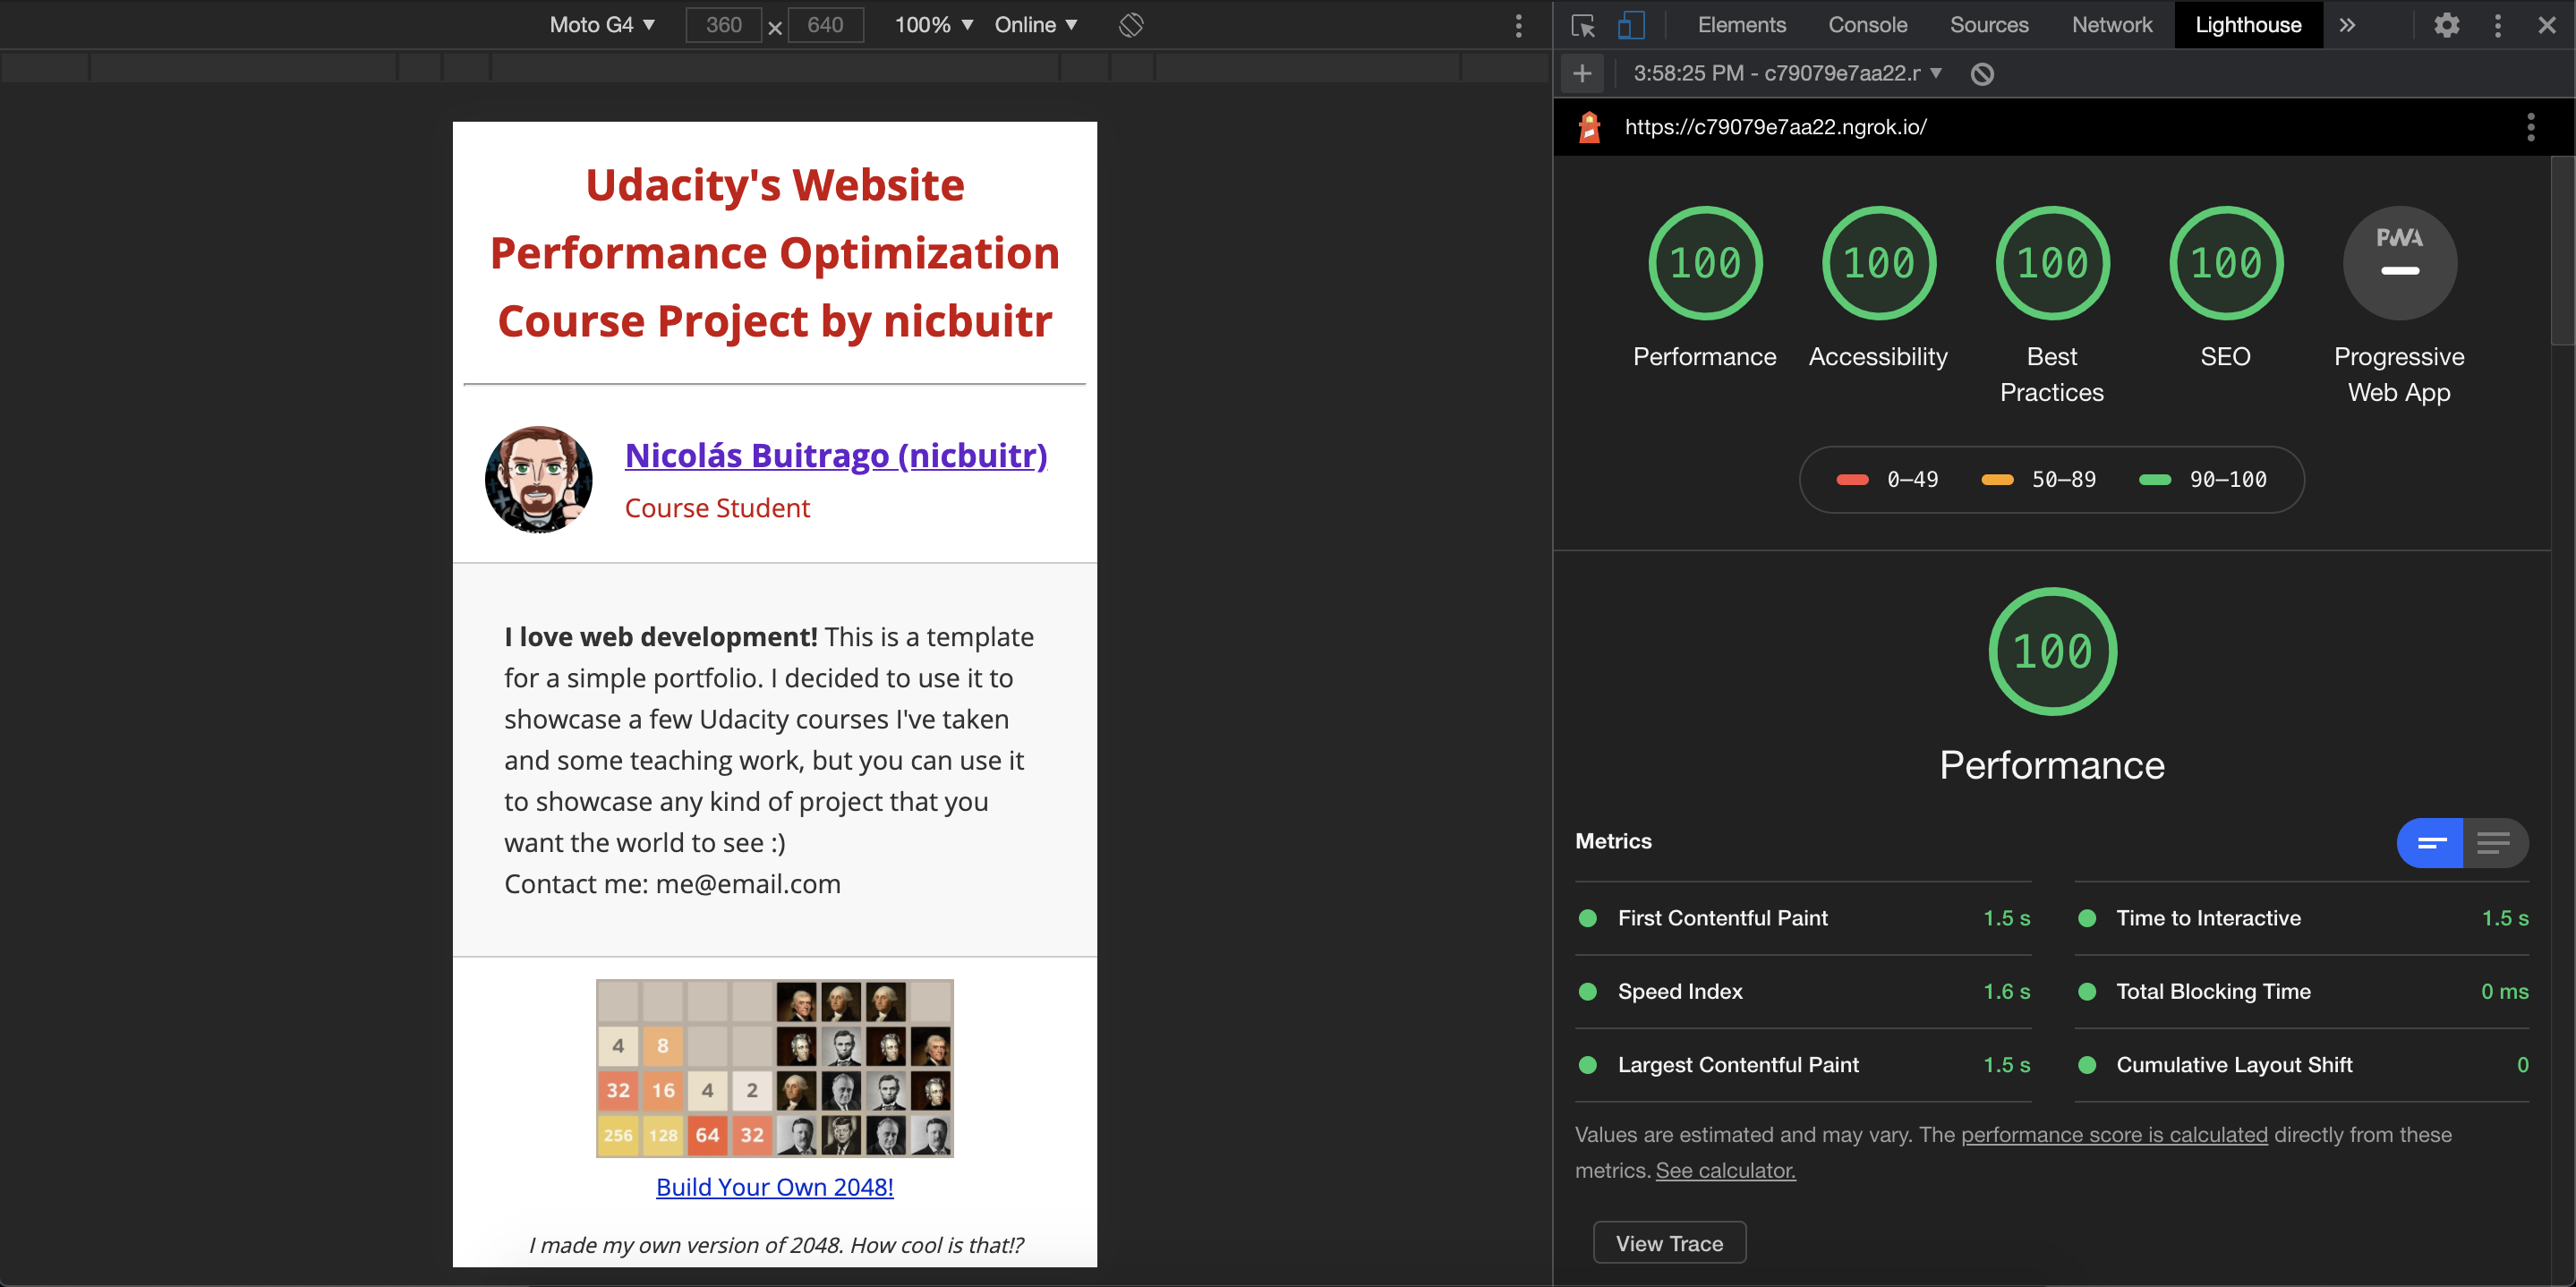 Moto G4 ▼ 360 × 640 100% ▼ Online ▼
Elements Console Sources Network Lighthouse »
3:58:25 PM - c79079e7aa22.r ▼
https://c79079e7aa22.ngrok.io/
Udacity's Website
Performance Optimization
Course Project by nicbuitr
Nicolás Buitrago (nicbuitr)
Course Student
I love web development! This is a template
for a simple portfolio. I decided to use it to
showcase a few Udacity courses I've taken
and some teaching work, but you can use it
to showcase any kind of project that you
want the world to see :)
Contact me: me@email.com
4 8
32 16 4 2
256 128 64 32
Build Your Own 2048!
I made my own version of 2048. How cool is that!?
100 100 100 100 PWA
Performance Accessibility Best Practices SEO Progressive Web App
0–49 50–89 90–100
100
Performance
Metrics
First Contentful Paint 1.5 s
Time to Interactive 1.5 s
Speed Index 1.6 s
Total Blocking Time 0 ms
Largest Contentful Paint 1.5 s
Cumulative Layout Shift 0
Values are estimated and may vary. The performance score is calculated directly from these
metrics. See calculator.
View Trace